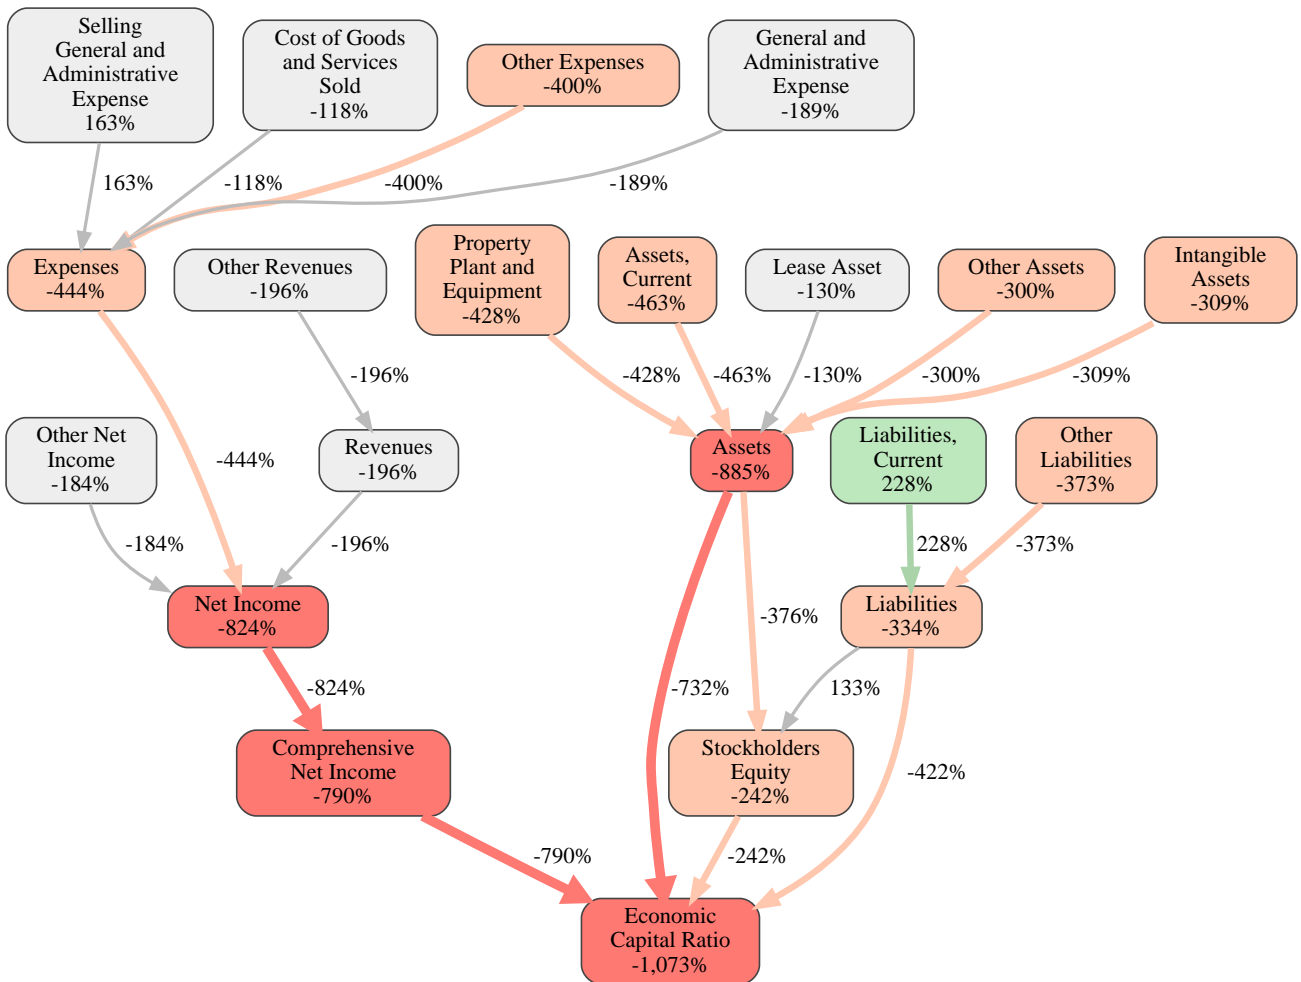 Selling
General and
Administrative
Expense
163%
Cost of Goods
and Services
Sold
-118%
Other Expenses
-400%
General and
Administrative
Expense
-189%
163%
-118%
-400%
-189%
Expenses
-444%
Other Revenues
-196%
Property
Plant and
Equipment
-428%
Assets,
Current
-463%
Lease Asset
-130%
Other Assets
-300%
Intangible
Assets
-309%
-196%
-428%
-463%
-130%
-300%
-309%
Other Net
Income
-184%
-444%
Revenues
-196%
Assets
-885%
Liabilities,
Current
228%
Other
Liabilities
-373%
-184%
-196%
228%
-373%
Net Income
-824%
-376%
Liabilities
-334%
-824%
-732%
133%
Comprehensive
Net Income
-790%
Stockholders
Equity
-242%
-422%
-790%
-242%
Economic
Capital Ratio
-1,073%